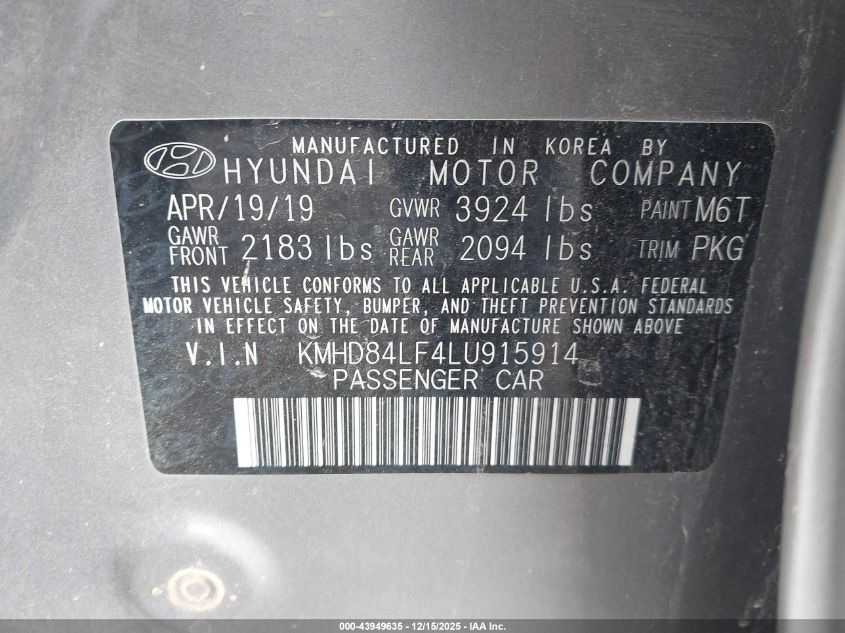 MANUFACTURED IN KOREA BY
HYUNDAI MOTOR COMPANY
APR/19/19 GVWR 3924 lbs PAINT M6T
GAWR FRONT 2183 lbs GAWR REAR 2094 lbs TRIM PKG
THIS VEHICLE CONFORMS TO ALL APPLICABLE U.S.A. FEDERAL
MOTOR VEHICLE SAFETY, BUMPER, AND THEFT PREVENTION STANDARDS
IN EFFECT ON THE DATE OF MANUFACTURE SHOWN ABOVE
V.I.N KMHD84LF4LU915914
PASSENGER CAR
000-43949635 - 12/15/2025 - IAA Inc.